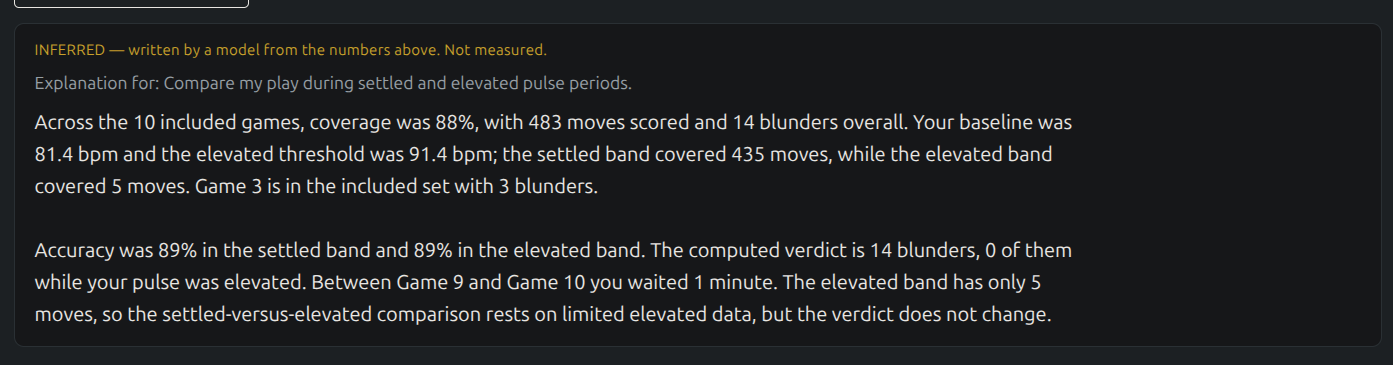 INFERRED — written by a model from the numbers above. Not measured.
Explanation for: Compare my play during settled and elevated pulse periods.
Across the 10 included games, coverage was 88%, with 483 moves scored and 14 blunders overall. Your baseline was
81.4 bpm and the elevated threshold was 91.4 bpm; the settled band covered 435 moves, while the elevated band
covered 5 moves. Game 3 is in the included set with 3 blunders.
Accuracy was 89% in the settled band and 89% in the elevated band. The computed verdict is 14 blunders, 0 of them
while your pulse was elevated. Between Game 9 and Game 10 you waited 1 minute. The elevated band has only 5
moves, so the settled-versus-elevated comparison rests on limited elevated data, but the verdict does not change.